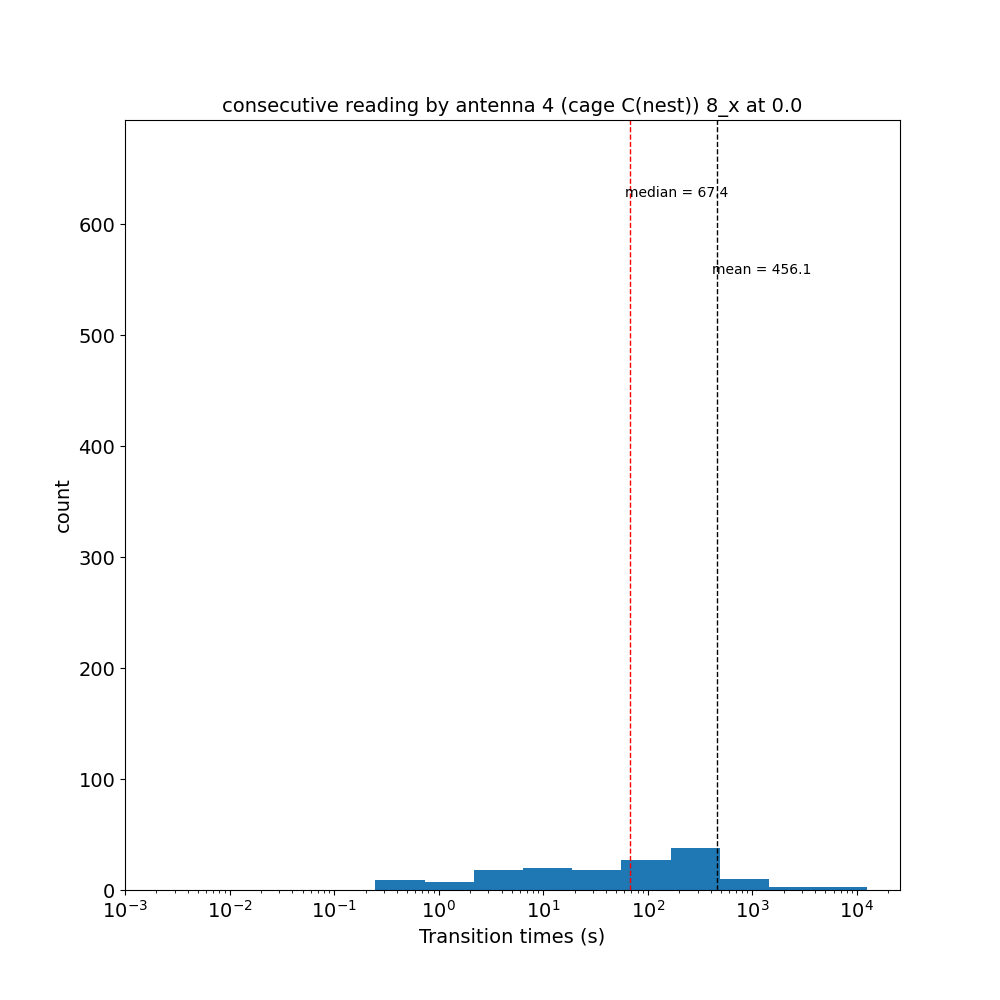 consecutive reading by antenna 4 (cage C(nest)) 8_x at 0.0
median = 67.4
mean = 456.1
600
500
400
300
200
100
0
count
10^{-3} 10^{-2} 10^{-1} 10^{0} 10^{1} 10^{2} 10^{3} 10^{4}
Transition times (s)